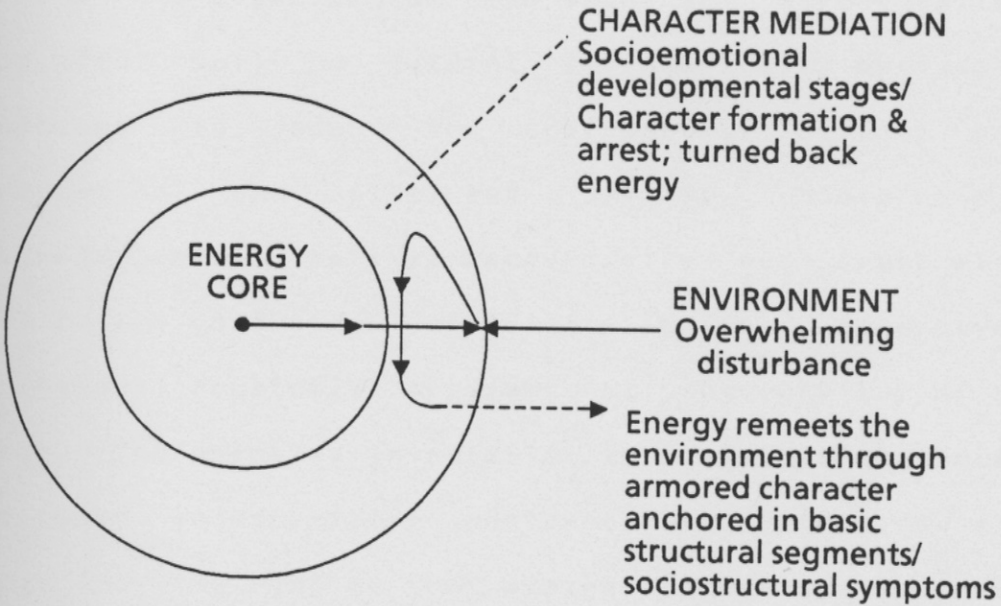 CHARACTER MEDIATION
Socioemotional
developmental stages/
Character formation &
arrest; turned back
energy
ENERGY
CORE
ENVIRONMENT
Overwhelming
disturbance
Energy remeets the
environment through
armored character
anchored in basic
structural segments/
sociostructural symptoms